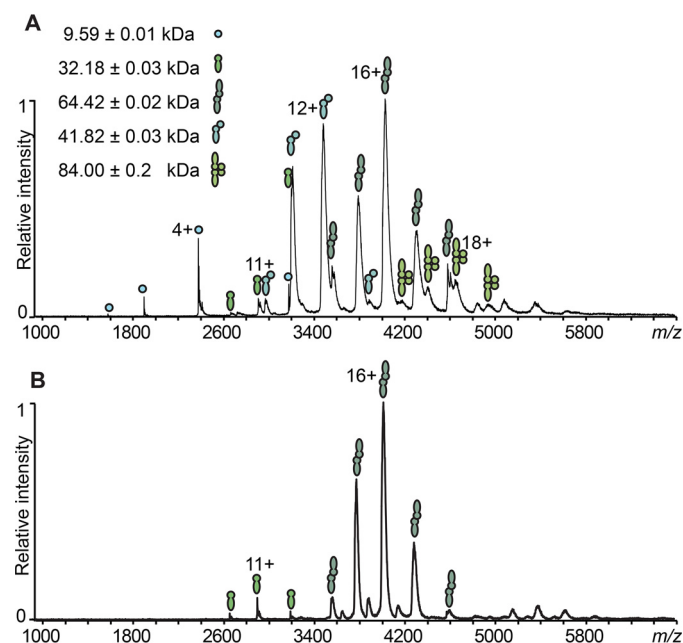 A
9.59 ± 0.01 kDa
32.18 ± 0.03 kDa
64.42 ± 0.02 kDa
41.82 ± 0.03 kDa
84.00 ± 0.2 kDa
16+
12+
4+
11+
18+
1
Relative intensity
0
1000 1800 2600 3400 4200 5000 5800 m/z
B
16+
11+
1
Relative intensity
0
1000 1800 2600 3400 4200 5000 5800 m/z